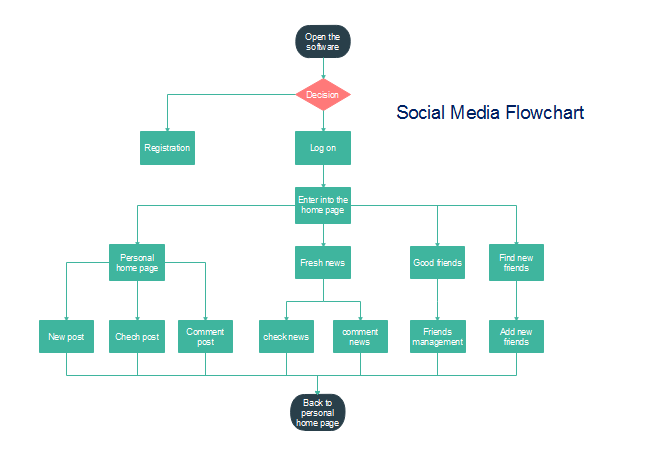 Open the
software
Decision
Social Media Flowchart
Registration
Log on
Enter into the
home page
Personal
home page
Fresh news
Good friends
Find new
friends
New post
Chech post
Comment
post
check news
comment
news
Friends
management
Add new
friends
Back to
personal
home page